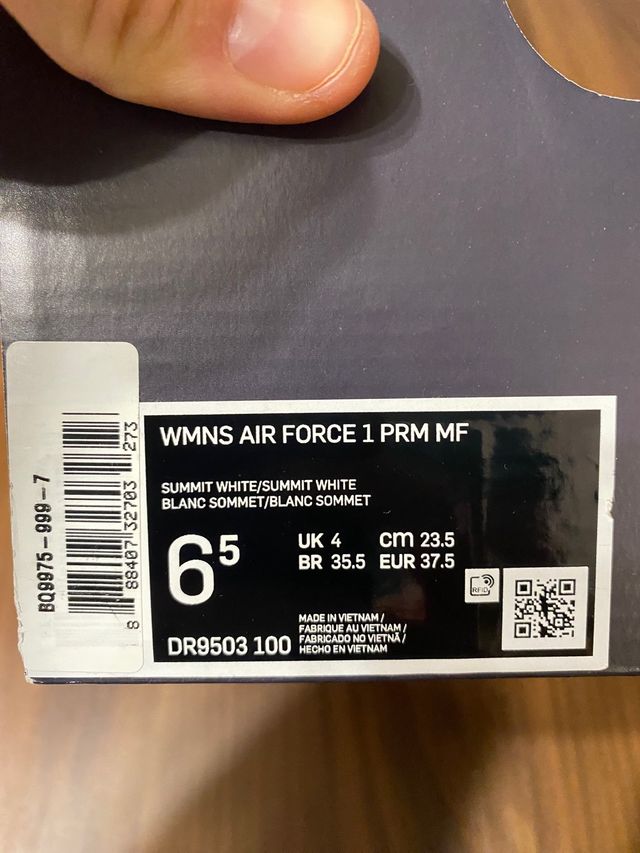 WMNS AIR FORCE 1 PRM MF
SUMMIT WHITE/SUMMIT WHITE
BLANC SOMMET/BLANC SOMMET
6⁵
UK 4 cm 23.5
BR 35.5 EUR 37.5
RFID
DR9503 100
MADE IN VIETNAM /
FABRIQUE AU VIETNAM /
FABRICADO NO VIETNÃ /
HECHO EN VIETNAM
BQ9975-999-7
8 88407 32703 273